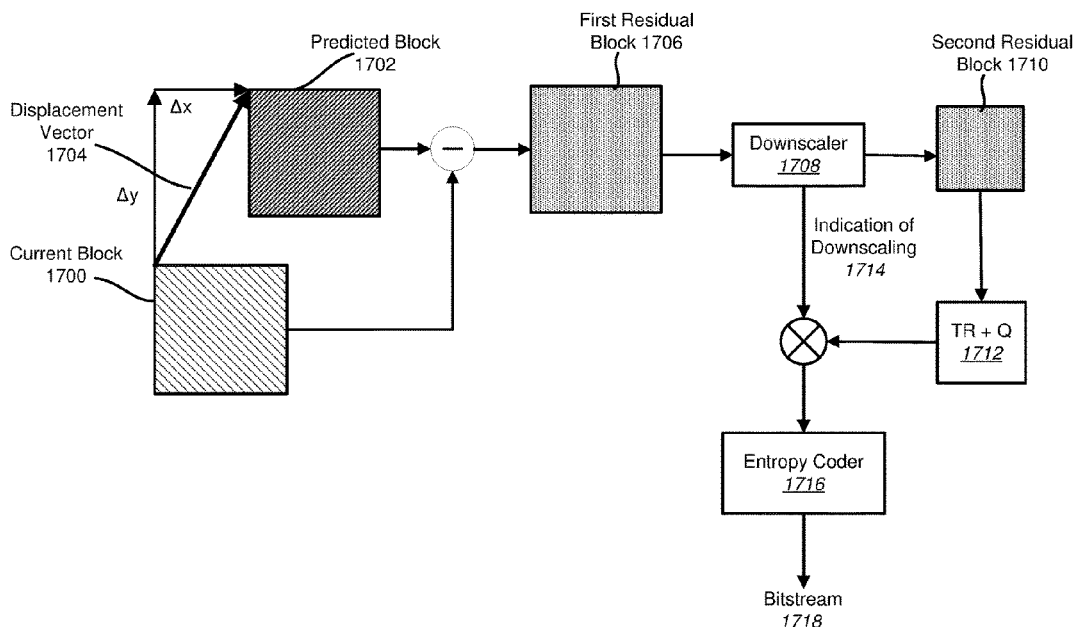 Predicted Block
1702
First Residual
Block 1706
Second Residual
Block 1710
Δx
Displacement
Vector
1704
Δy
Downscaler
1708
Current Block
1700
Indication of
Downscaling
1714
TR + Q
1712
Entropy Coder
1716
Bitstream
1718